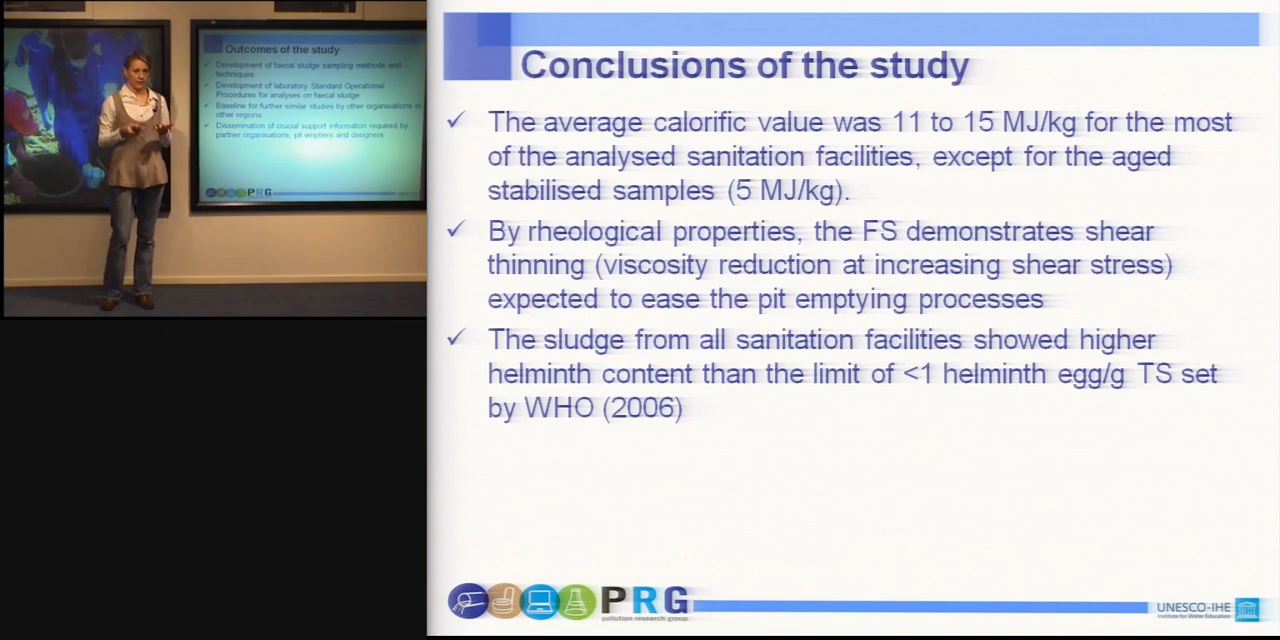 Outcomes of the study
Development of faecal sludge sampling methods and
techniques
Development of laboratory Standard Operational
Procedures for analyses on faecal sludge
Baseline for further similar studies by other organisations in
other regions
Dissemination of crucial support information required by
partner organisations, pit emptiers and designers
PRG
Conclusions of the study
✓ The average calorific value was 11 to 15 MJ/kg for the most
of the analysed sanitation facilities, except for the aged
stabilised samples (5 MJ/kg).
✓ By rheological properties, the FS demonstrates shear
thinning (viscosity reduction at increasing shear stress)
expected to ease the pit emptying processes
✓ The sludge from all sanitation facilities showed higher
helminth content than the limit of <1 helminth egg/g TS set
by WHO (2006)
PRG
pollution research group
UNESCO-IHE
Institute for Water Education